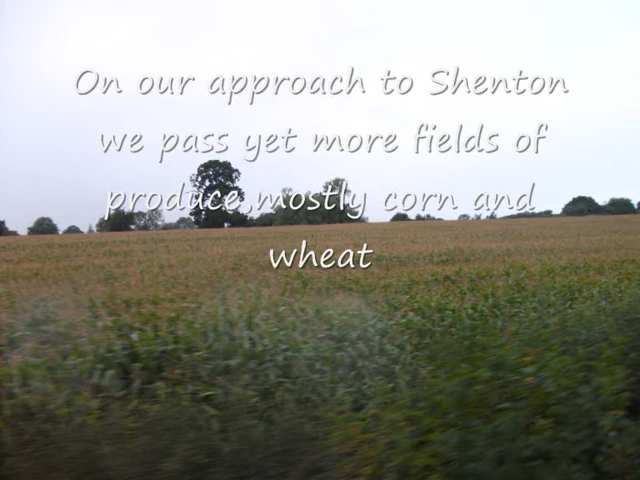 On our approach to Shenton
we pass yet more fields of
produce,mostly corn and
wheat